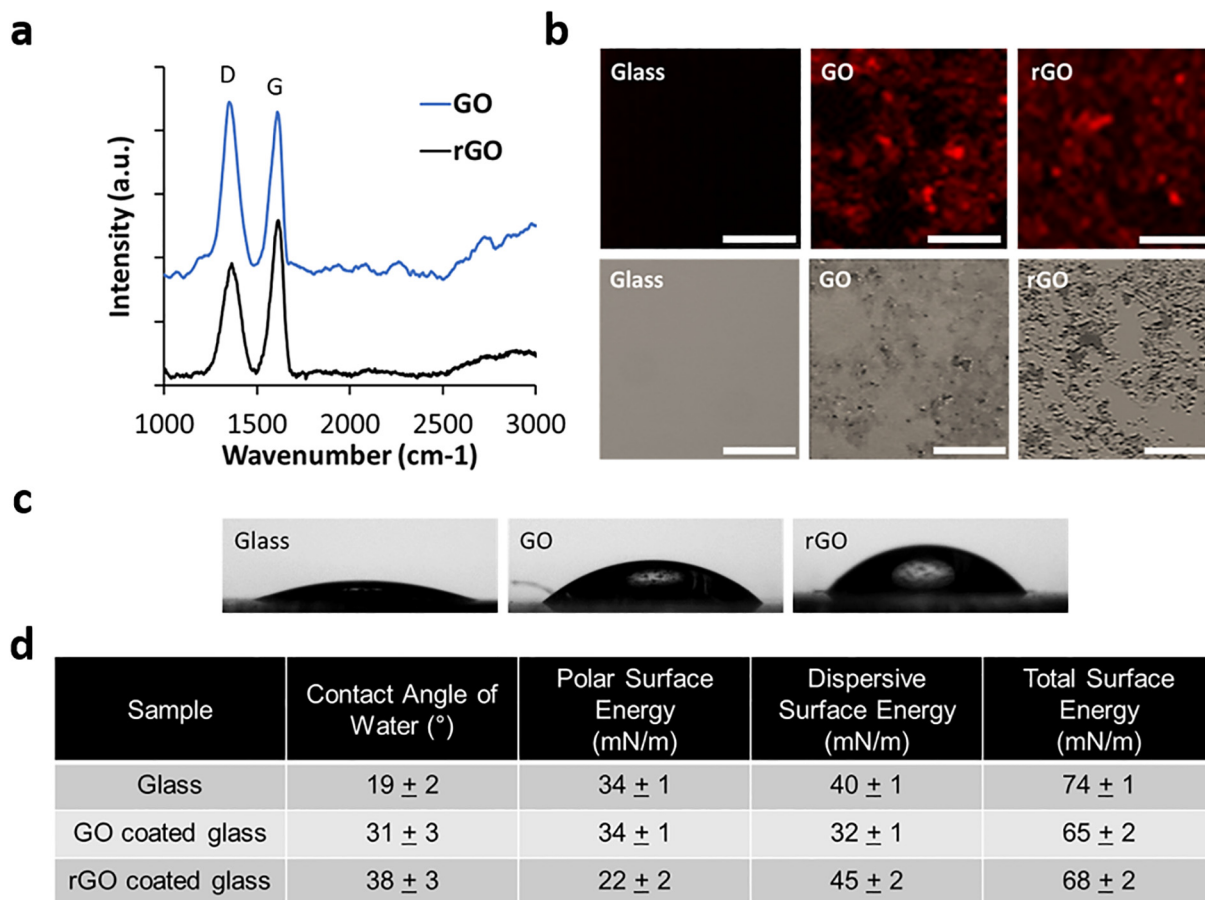 a
D
G
GO
rGO
Intensity (a.u.)
1000 1500 2000 2500 3000
Wavenumber (cm-1)
b
Glass GO rGO
Glass GO rGO
c
Glass GO rGO
d
Sample
Contact Angle of
Water (°)
Polar Surface
Energy
(mN/m)
Dispersive
Surface Energy
(mN/m)
Total Surface
Energy
(mN/m)
Glass 19 ± 2 34 ± 1 40 ± 1 74 ± 1
GO coated glass 31 ± 3 34 ± 1 32 ± 1 65 ± 2
rGO coated glass 38 ± 3 22 ± 2 45 ± 2 68 ± 2